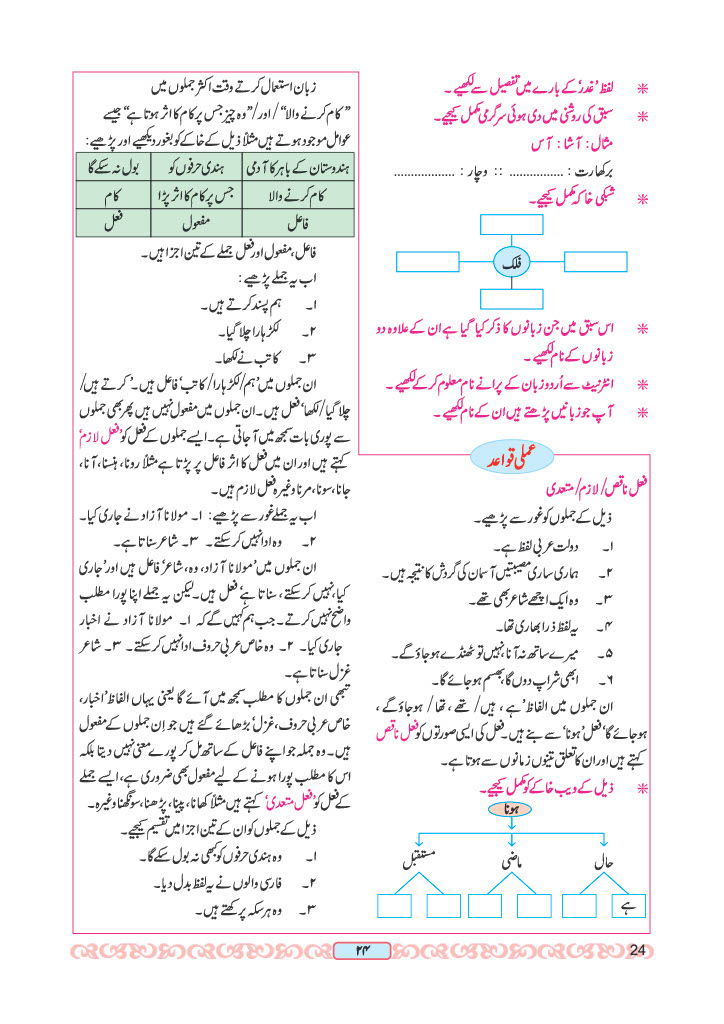 ✳ لفظ ’غدر‘ کے بارے میں تفصیل سے لکھیے۔
✳ سبق کی روشنی میں دی ہوئی سرگرمی مکمل کیجیے۔
مثال : آشا : آس
برکھارت : ................ :: وچار : ..................
✳ شبکی خاکہ مکمل کیجیے۔
فلک
✳ اس سبق میں جن زبانوں کا ذکر کیا گیا ہے ان کے علاوہ دو
زبانوں کے نام لکھیے۔
✳ انٹرنیٹ سے اُردو زبان کے پرانے نام معلوم کرکے لکھیے۔
✳ آپ جو زبانیں پڑھتے ہیں ان کے نام لکھیے۔
عملی قواعد
فعل ناقص/ لازم/ متعدی
ذیل کے جملوں کو غور سے پڑھیے۔
۱۔ دولت عربی لفظ ہے۔
۲۔ ہماری ساری مصیبتیں آسمان کی گردش کا نتیجہ ہیں۔
۳۔ وہ ایک اچھے شاعر بھی تھے۔
۴۔ یہ لفظ ذرا بھاری تھا۔
۵۔ میرے ساتھ نہ آنا، نہیں تو ٹھنڈے ہو جاؤ گے۔
۶۔ ابھی شراپ دوں گا، بھسم ہو جائے گا۔
ان جملوں میں الفاظ ’ہے ، ہیں/ تھے ، تھا / ہو جاؤ گے ،
ہو جائے گا‘ فعل ’ہونا‘ سے بنے ہیں۔ فعل کی ایسی صورتوں کو فعل ناقص
کہتے ہیں اور ان کا تعلق تینوں زمانوں سے ہوتا ہے۔
✳ ذیل کے ویب خاکے کو مکمل کیجیے۔
ہونا
حال ماضی مستقبل
ہے
زبان استعمال کرتے وقت اکثر جملوں میں
”کام کرنے والا“ / اور / ”وہ چیز جس پر کام کا اثر ہوتا ہے“ جیسے
عوامل موجود ہوتے ہیں مثلاً ذیل کے خاکے کو بغور دیکھیے اور پڑھیے:
ہندوستان کے باہر کا آدمی ہندی حرفوں کو بول نہ سکے گا
کام کرنے والا جس پر کام کا اثر پڑا کام
فاعل مفعول فعل
فاعل، مفعول اور فعل جملے کے تین اجزا ہیں۔
اب یہ جملے پڑھیے :
۱۔ ہم پسند کرتے ہیں۔
۲۔ لکڑہارا چلا گیا۔
۳۔ کاتب نے لکھا۔
ان جملوں میں ’ہم/ لکڑہارا/ کاتب‘ فاعل ہیں۔ ’کرتے ہیں/
چلا گیا/ لکھا‘ فعل ہیں۔ ان جملوں میں مفعول نہیں ہیں پھر بھی جملوں
سے پوری بات سمجھ میں آ جاتی ہے۔ ایسے جملوں کے فعل کو ’فعل لازم‘
کہتے ہیں اور ان میں فعل کا اثر فاعل پر پڑتا ہے مثلاً رونا، ہنسنا، آنا،
جانا، سونا، مرنا وغیرہ فعل لازم ہیں۔
اب یہ جملے غور سے پڑھیے: ۱۔ مولانا آزاد نے جاری کیا۔
۲۔ وہ ادا نہیں کر سکتے۔ ۳۔ شاعر سناتا ہے۔
ان جملوں میں ’مولانا آزاد، وہ، شاعر‘ فاعل ہیں اور ’جاری
کیا، نہیں کر سکتے، سناتا ہے‘ فعل ہیں۔ لیکن یہ جملے اپنا پورا مطلب
واضح نہیں کرتے۔ جب ہم کہیں گے کہ ۱۔ مولانا آزاد نے اخبار
جاری کیا۔ ۲۔ وہ خاص عربی حروف ادا نہیں کر سکتے۔ ۳۔ شاعر
غزل سناتا ہے۔
تبھی ان جملوں کا مطلب سمجھ میں آئے گا یعنی یہاں الفاظ ’اخبار،
خاص عربی حروف، غزل‘ بڑھائے گئے ہیں جو اِن جملوں کے مفعول
ہیں۔ وہ جملہ جو اپنے فاعل کے ساتھ مل کر پورے معنی نہیں دیتا بلکہ
اس کا مطلب پورا ہونے کے لیے مفعول بھی ضروری ہے، ایسے جملے
کے فعل کو ’فعل متعدی‘ کہتے ہیں مثلاً کھانا، پینا، پڑھنا، سونگھنا وغیرہ۔
ذیل کے جملوں کو ان کے تین اجزا میں تقسیم کیجیے۔
۱۔ وہ ہندی حرفوں کو کبھی نہ بول سکے گا۔
۲۔ فارسی والوں نے یہ لفظ بدل دیا۔
۳۔ وہ ہر سکہ پرکھتے ہیں۔
۲۴
24